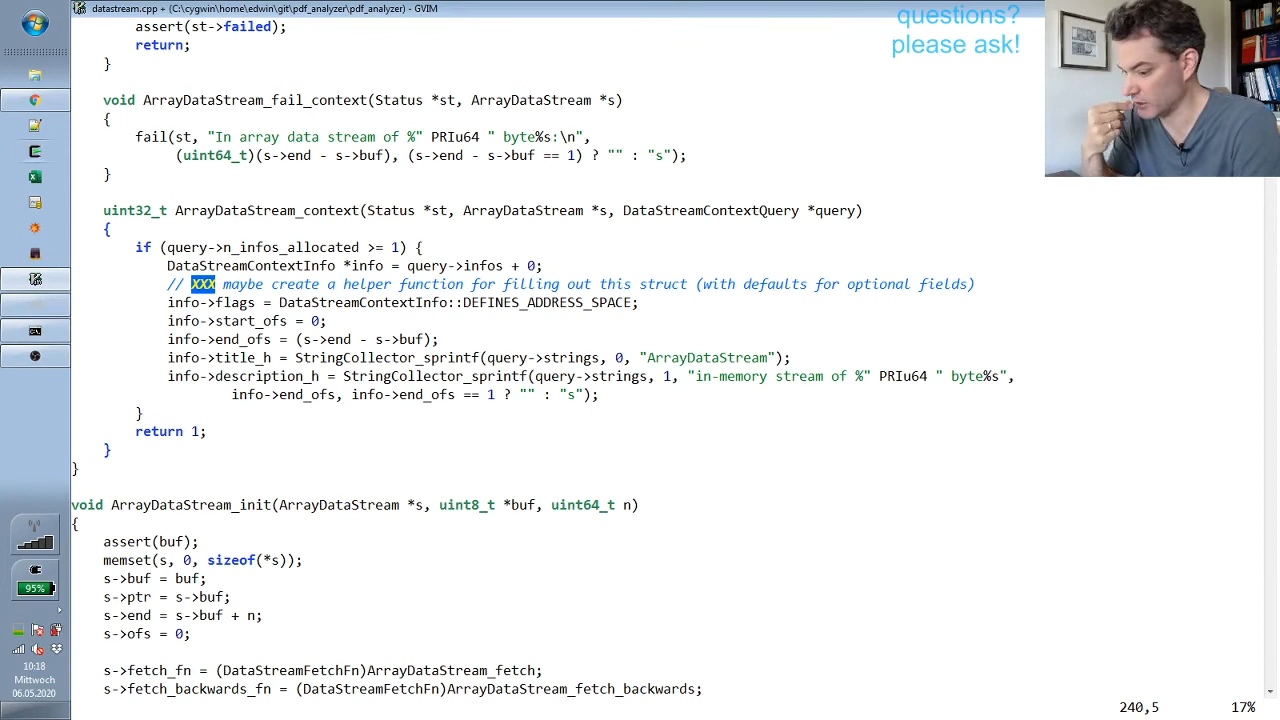 datastream.cpp + (C:\cygwin\home\edwin\git\pdf_analyzer\pdf_analyzer) - GVIM
questions?
please ask!
assert(st->failed);
return;
}
void ArrayDataStream_fail_context(Status *st, ArrayDataStream *s)
{
fail(st, "In array data stream of %" PRIu64 " byte%s:\n",
(uint64_t)(s->end - s->buf), (s->end - s->buf == 1) ? "" : "s");
}
uint32_t ArrayDataStream_context(Status *st, ArrayDataStream *s, DataStreamContextQuery *query)
{
if (query->n_infos_allocated >= 1) {
DataStreamContextInfo *info = query->infos + 0;
// XXX maybe create a helper function for filling out this struct (with defaults for optional fields)
info->flags = DataStreamContextInfo::DEFINES_ADDRESS_SPACE;
info->start_ofs = 0;
info->end_ofs = (s->end - s->buf);
info->title_h = StringCollector_sprintf(query->strings, 0, "ArrayDataStream");
info->description_h = StringCollector_sprintf(query->strings, 1, "in-memory stream of %" PRIu64 " byte%s",
info->end_ofs, info->end_ofs == 1 ? "" : "s");
}
return 1;
}
}
void ArrayDataStream_init(ArrayDataStream *s, uint8_t *buf, uint64_t n)
{
assert(buf);
memset(s, 0, sizeof(*s));
s->buf = buf;
s->ptr = s->buf;
s->end = s->buf + n;
s->ofs = 0;
s->fetch_fn = (DataStreamFetchFn)ArrayDataStream_fetch;
s->fetch_backwards_fn = (DataStreamFetchFn)ArrayDataStream_fetch_backwards;
240,5 17%
95%
10:18
Mittwoch
06.05.2020